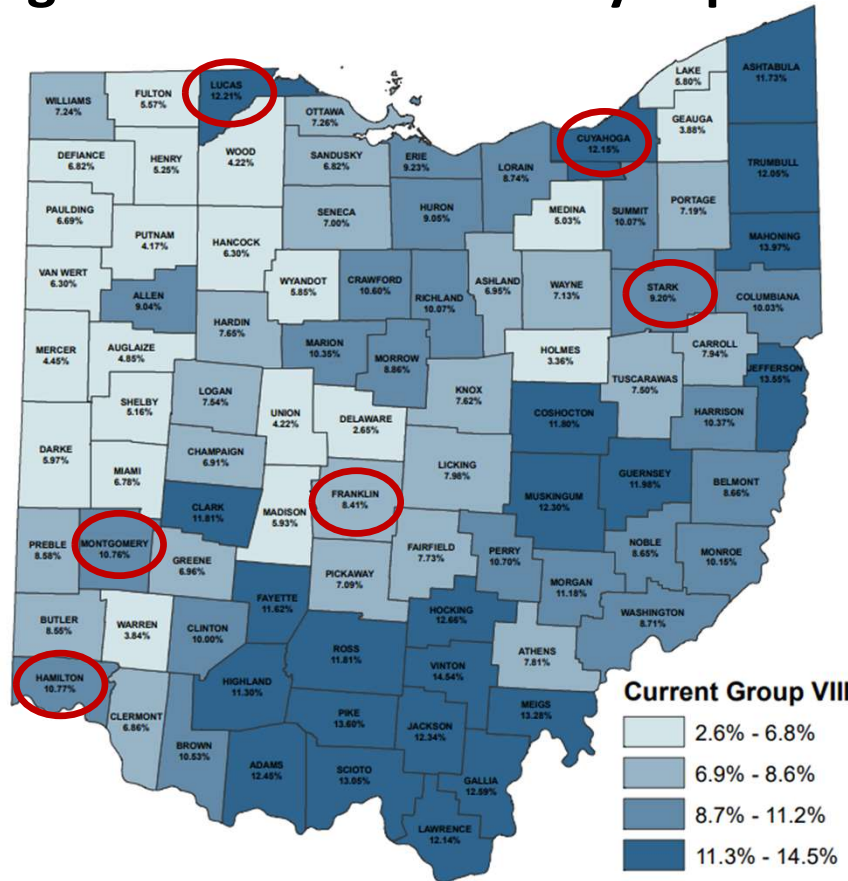 LAKE
5.80%
ASHTABULA
11.73%
LUCAS
12.21%
FULTON
5.57%
WILLIAMS
7.24%
OTTAWA
7.26%
GEAUGA
3.88%
CUYAHOGA
12.15%
WOOD
4.22%
DEFIANCE
6.82%
HENRY
5.25%
SANDUSKY
6.82%
ERIE
9.23%
LORAIN
8.74%
TRUMBULL
12.05%
PAULDING
6.69%
SENECA
7.00%
HURON
9.05%
MEDINA
5.03%
SUMMIT
10.07%
PORTAGE
7.19%
PUTNAM
4.17%
HANCOCK
6.30%
MAHONING
13.97%
VAN WERT
6.30%
ALLEN
9.04%
WYANDOT
5.85%
CRAWFORD
10.60%
RICHLAND
10.07%
ASHLAND
6.95%
WAYNE
7.13%
STARK
9.20%
COLUMBIANA
10.03%
HARDIN
7.65%
MERCER
4.45%
AUGLAIZE
4.85%
MARION
10.35%
MORROW
8.86%
HOLMES
3.36%
CARROLL
7.94%
JEFFERSON
13.55%
TUSCARAWAS
7.50%
SHELBY
5.16%
LOGAN
7.54%
UNION
4.22%
DELAWARE
2.65%
KNOX
7.62%
COSHOCTON
11.80%
HARRISON
10.37%
DARKE
5.97%
CHAMPAIGN
6.91%
MIAMI
6.78%
LICKING
7.98%
GUERNSEY
11.98%
BELMONT
8.66%
CLARK
11.81%
MADISON
5.93%
FRANKLIN
8.41%
MUSKINGUM
12.30%
PREBLE
8.58%
MONTGOMERY
10.76%
GREENE
6.96%
FAIRFIELD
7.73%
PERRY
10.70%
NOBLE
8.65%
MONROE
10.15%
PICKAWAY
7.09%
MORGAN
11.18%
FAYETTE
11.62%
HOCKING
12.66%
WASHINGTON
8.71%
BUTLER
8.55%
WARREN
3.84%
CLINTON
10.00%
ROSS
11.81%
ATHENS
7.81%
VINTON
14.54%
HAMILTON
10.77%
HIGHLAND
11.30%
CLERMONT
6.86%
PIKE
13.60%
JACKSON
12.34%
MEIGS
13.28%
BROWN
10.53%
ADAMS
12.45%
SCIOTO
13.05%
GALLIA
12.59%
LAWRENCE
12.14%
Current Group VIII
2.6% - 6.8%
6.9% - 8.6%
8.7% - 11.2%
11.3% - 14.5%